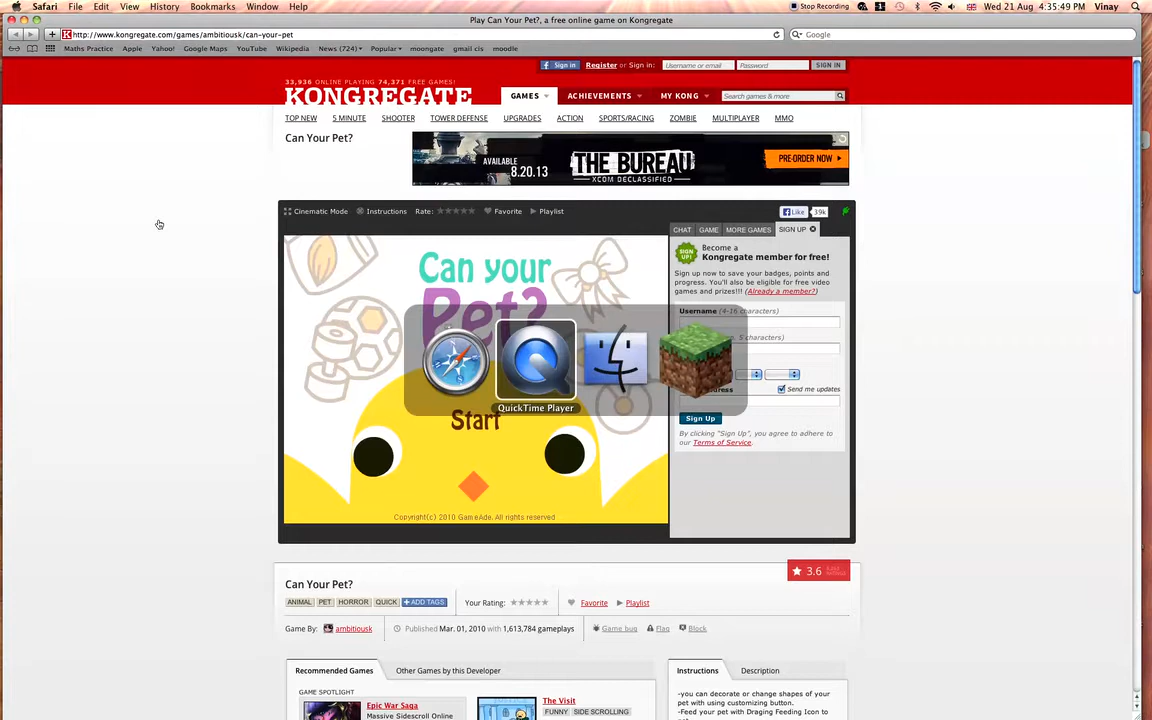 Safari File Edit View History Bookmarks Window Help
Stop Recording Wed 21 Aug 4:35:49 PM Vinay
Play Can Your Pet?, a free online game on Kongregate
http://www.kongregate.com/games/ambitiousk/can-your-pet
Google
Maths Practice Apple Yahoo! Google Maps YouTube Wikipedia News (724) Popular moongate gmail cis moodle
Sign in Register or Sign in: Username or email Password SIGN IN
33,936 ONLINE PLAYING 74,371 FREE GAMES!
KONGREGATE
GAMES ACHIEVEMENTS MY KONG Search games & more
TOP NEW 5 MINUTE SHOOTER TOWER DEFENSE UPGRADES ACTION SPORTS/RACING ZOMBIE MULTIPLAYER MMO
Can Your Pet?
AVAILABLE
8.20.13
THE BUREAU
XCOM DECLASSIFIED
PRE-ORDER NOW
Cinematic Mode Instructions Rate: Favorite Playlist Like 39k
CHAT GAME MORE GAMES SIGN UP
SIGN UP!
Become a
Kongregate member for free!
Sign up now to save your badges, points and
progress. You'll also be eligible for free video
games and prizes!!! (Already a member?)
Username (4-16 characters)
characters)
Send me updates
Sign Up
By clicking "Sign Up", you agree to adhere to
our Terms of Service.
Can your
Pet?
QuickTime Player
Start
Copyright(c) 2010 GameAde. All rights reserved
Can Your Pet?
3.6
ANIMAL PET HORROR QUICK + ADD TAGS Your Rating: Favorite Playlist
Game By: ambitiousk Published Mar. 01, 2010 with 1,613,784 gameplays Game bug Flag Block
Recommended Games Other Games by this Developer
Instructions Description
GAME SPOTLIGHT
Epic War Saga
Massive Sidescroll Online
The Visit
FUNNY SIDE SCROLLING
-you can decorate or change shapes of your
pet with using customizing button.
-Feed your pet with Draging Feeding Icon to